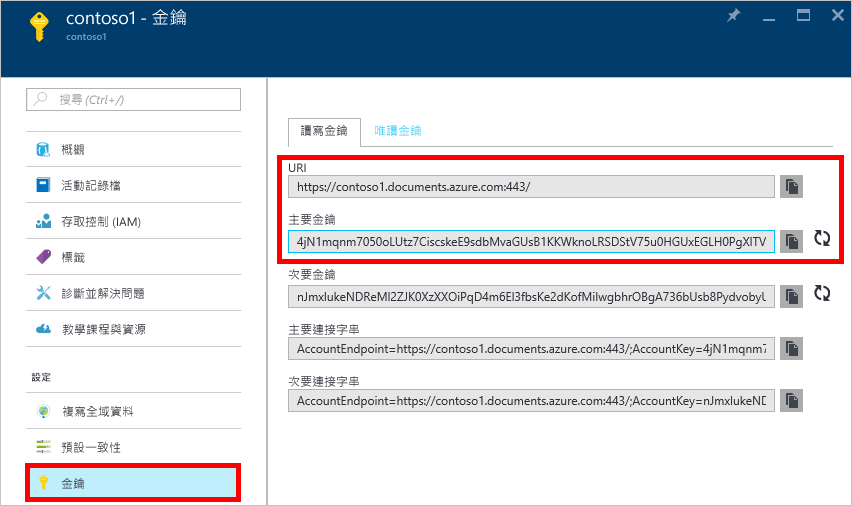 contoso1 - 金鑰
contoso1
搜尋 (Ctrl+/)
概觀
活動記錄檔
存取控制 (IAM)
標籤
診斷並解決問題
教學課程與資源
設定
複寫全域資料
預設一致性
金鑰
讀寫金鑰
唯讀金鑰
URI
https://contoso1.documents.azure.com:443/
主要金鑰
4jN1mqnm7050oLUtz7CiscskeE9sdbMvaGUsB1KKWknoLRSDStV75u0HGUxEGLH0PgXITV
次要金鑰
nJmxlukeNDReMI2ZJK0XzXXOiPqD4m6EI3fbsKe2dKofMiIwgbhrOBgA736bUsb8Pydvobyl
主要連接字串
AccountEndpoint=https://contoso1.documents.azure.com:443/;AccountKey=4jN1mqnm7
次要連接字串
AccountEndpoint=https://contoso1.documents.azure.com:443/;AccountKey=nJmxlukeND